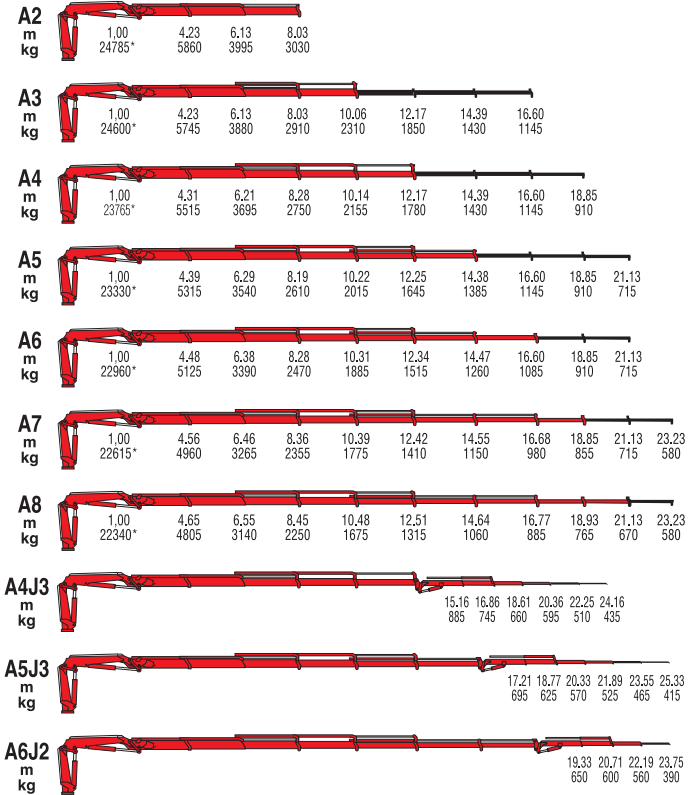 A2
m 1,00 4.23 6.13 8.03
kg 24785* 5860 3995 3030
A3
m 1,00 4.23 6.13 8.03 10.06 12.17 14.39 16.60
kg 24600* 5745 3880 2910 2310 1850 1430 1145
A4
m 1,00 4.31 6.21 8.28 10.14 12.17 14.39 16.60 18.85
kg 23765* 5515 3695 2750 2155 1780 1430 1145 910
A5
m 1,00 4.39 6.29 8.19 10.22 12.25 14.38 16.60 18.85 21.13
kg 23330* 5315 3540 2610 2015 1645 1385 1145 910 715
A6
m 1,00 4.48 6.38 8.28 10.31 12.34 14.47 16.60 18.85 21.13
kg 22960* 5125 3390 2470 1885 1515 1260 1085 910 715
A7
m 1,00 4.56 6.46 8.36 10.39 12.42 14.55 16.68 18.85 21.13 23.23
kg 22615* 4960 3265 2355 1775 1410 1150 980 855 715 580
A8
m 1,00 4.65 6.55 8.45 10.48 12.51 14.64 16.77 18.93 21.13 23.23
kg 22340* 4805 3140 2250 1675 1315 1060 885 765 670 580
A4J3
m 15.16 16.86 18.61 20.36 22.25 24.16
kg 885 745 660 595 510 435
A5J3
m 17.21 18.77 20.33 21.89 23.55 25.33
kg 695 625 570 525 465 415
A6J2
m 19.33 20.71 22.19 23.75
kg 650 600 560 390